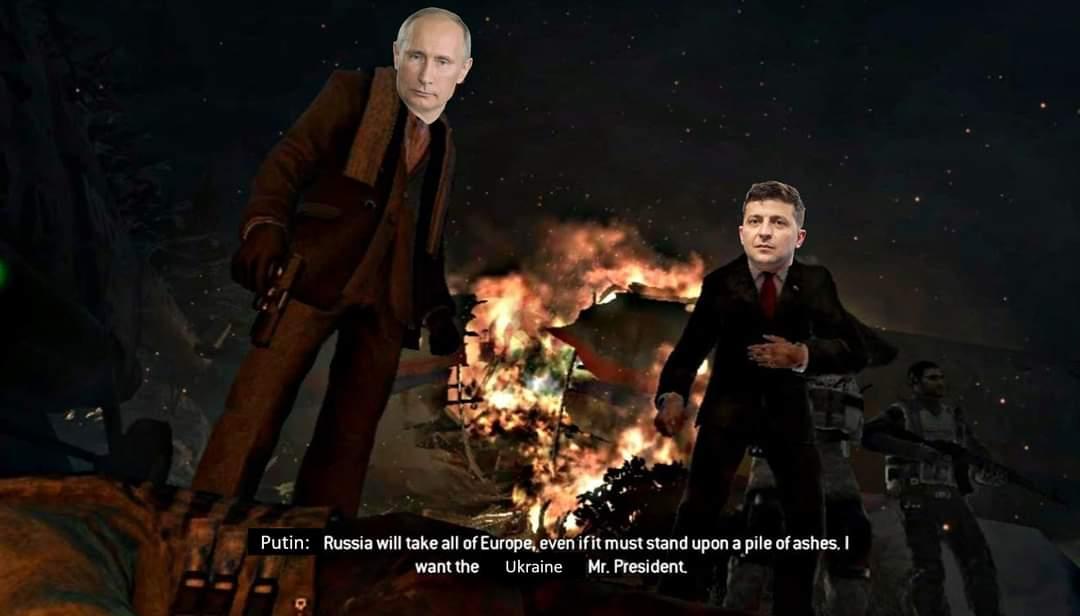 Putin: Russia will take all of Europe, even if it must stand upon a pile of ashes. I
want the Ukraine Mr. President.